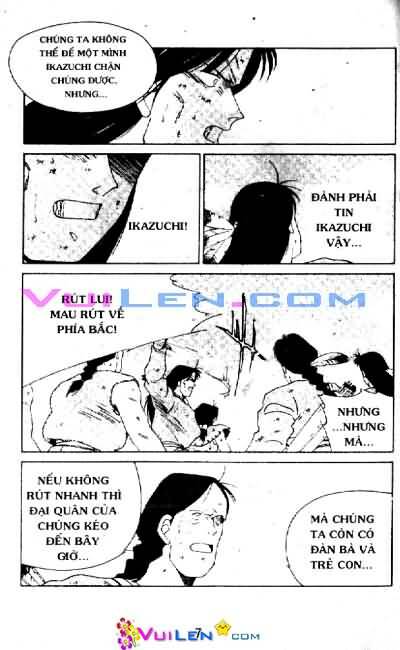 CHÚNG TA KHÔNG
THỂ ĐỂ MỘT MÌNH
IKAZUCHI CHẶN
CHÚNG ĐƯỢC,
NHƯNG...
IKAZUCHI!
ĐÀNH PHẢI
TIN
IKAZUCHI
VẬY...
RÚT LUI!
MAU RÚT VỀ
PHÍA BẮC!
VUILEN.COM
NHƯNG
...NHƯNG
MÀ...
NẾU KHÔNG
RÚT NHANH THÌ
ĐẠI QUÂN CỦA
CHÚNG KÉO
ĐẾN BÂY
GIỜ...
MÀ CHÚNG
TA CÒN CÓ
ĐÀN BÀ VÀ
TRẺ CON...
7
VUILEN.COM